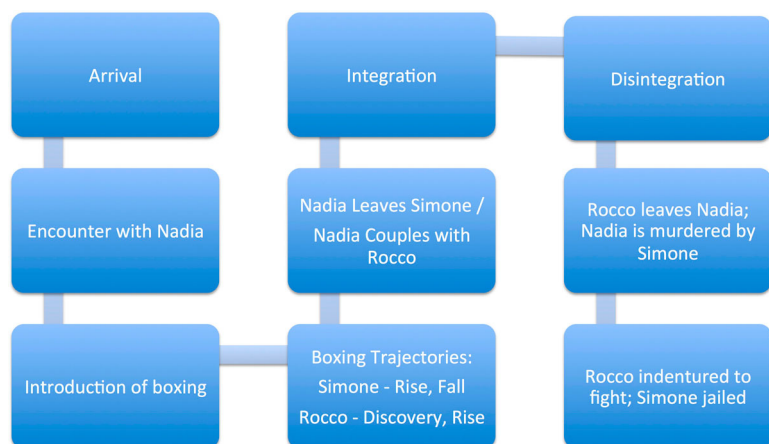 Arrival
Encounter with Nadia
Introduction of boxing
Boxing Trajectories:
Simone - Rise, Fall
Rocco - Discovery, Rise
Nadia Leaves Simone /
Nadia Couples with
Rocco
Integration
Disintegration
Rocco leaves Nadia;
Nadia is murdered by
Simone
Rocco indentured to
fight; Simone jailed